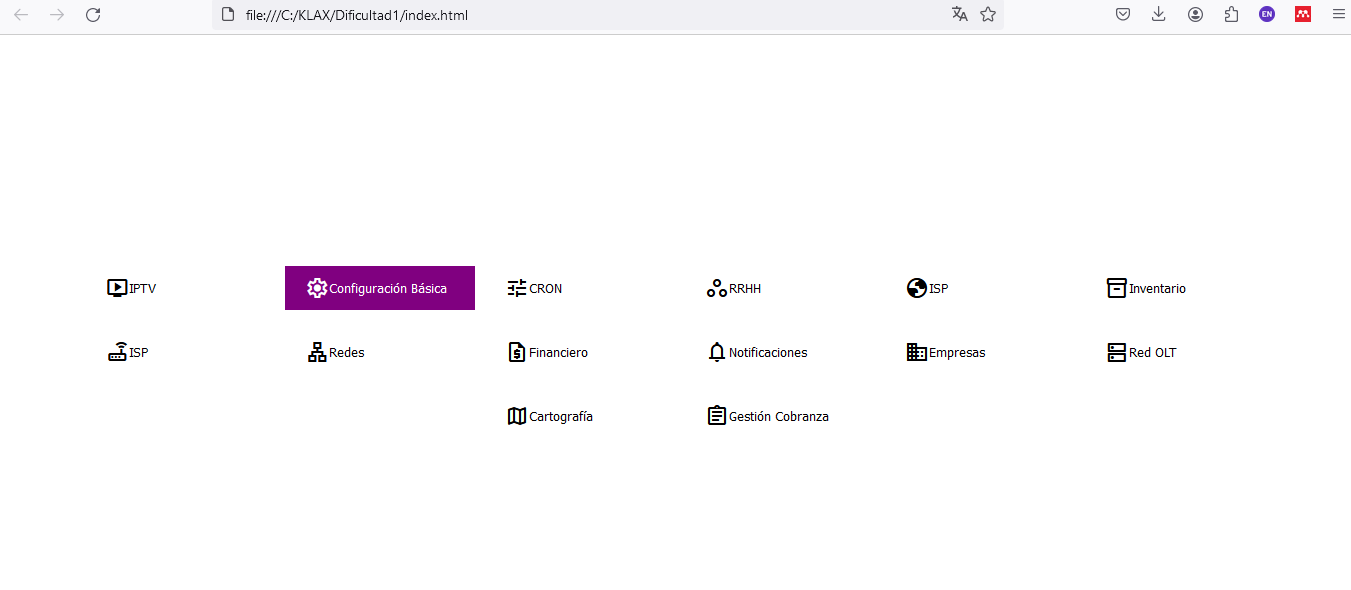 file:///C:/KLAX/Dificultad1/index.html
EN
IPTV Configuración Básica CRON RRHH ISP Inventario
ISP Redes Financiero Notificaciones Empresas Red OLT
Cartografía Gestión Cobranza